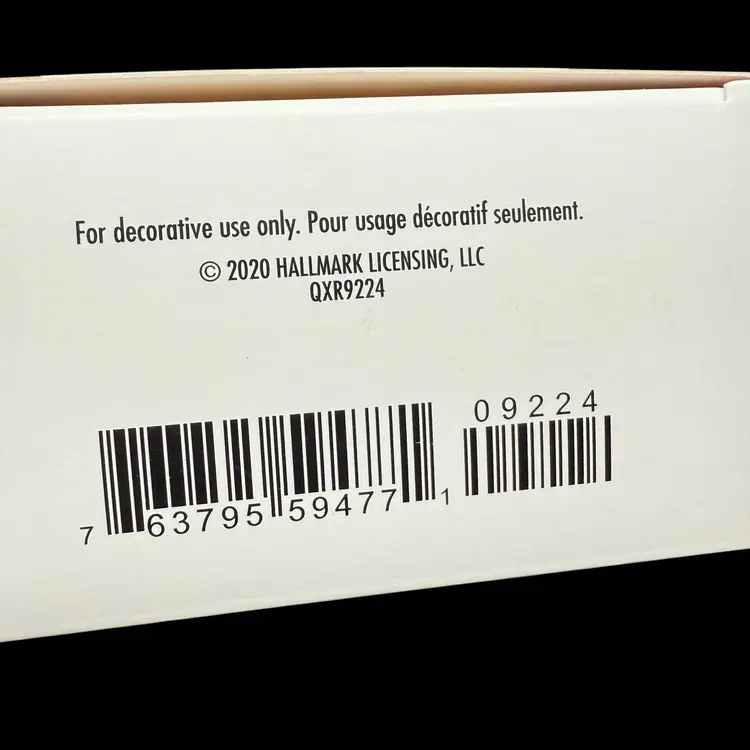 For decorative use only. Pour usage décoratif seulement.
© 2020 HALLMARK LICENSING, LLC
QXR9224
09224
7 63795 59477 1